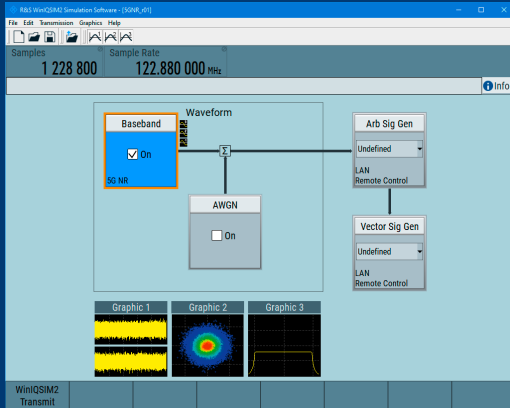 R&S WinIQSIM2 Simulation Software - [5GNR_r01]
File Edit Transmission Graphics Help
Samples
1 228 800
Sample Rate
122.880 000 MHz
Info
Waveform
Baseband
On
5G NR
Σ
AWGN
On
Arb Sig Gen
Undefined
LAN
Remote Control
Vector Sig Gen
Undefined
LAN
Remote Control
Graphic 1
Graphic 2
Graphic 3
WinIQSIM2
Transmit